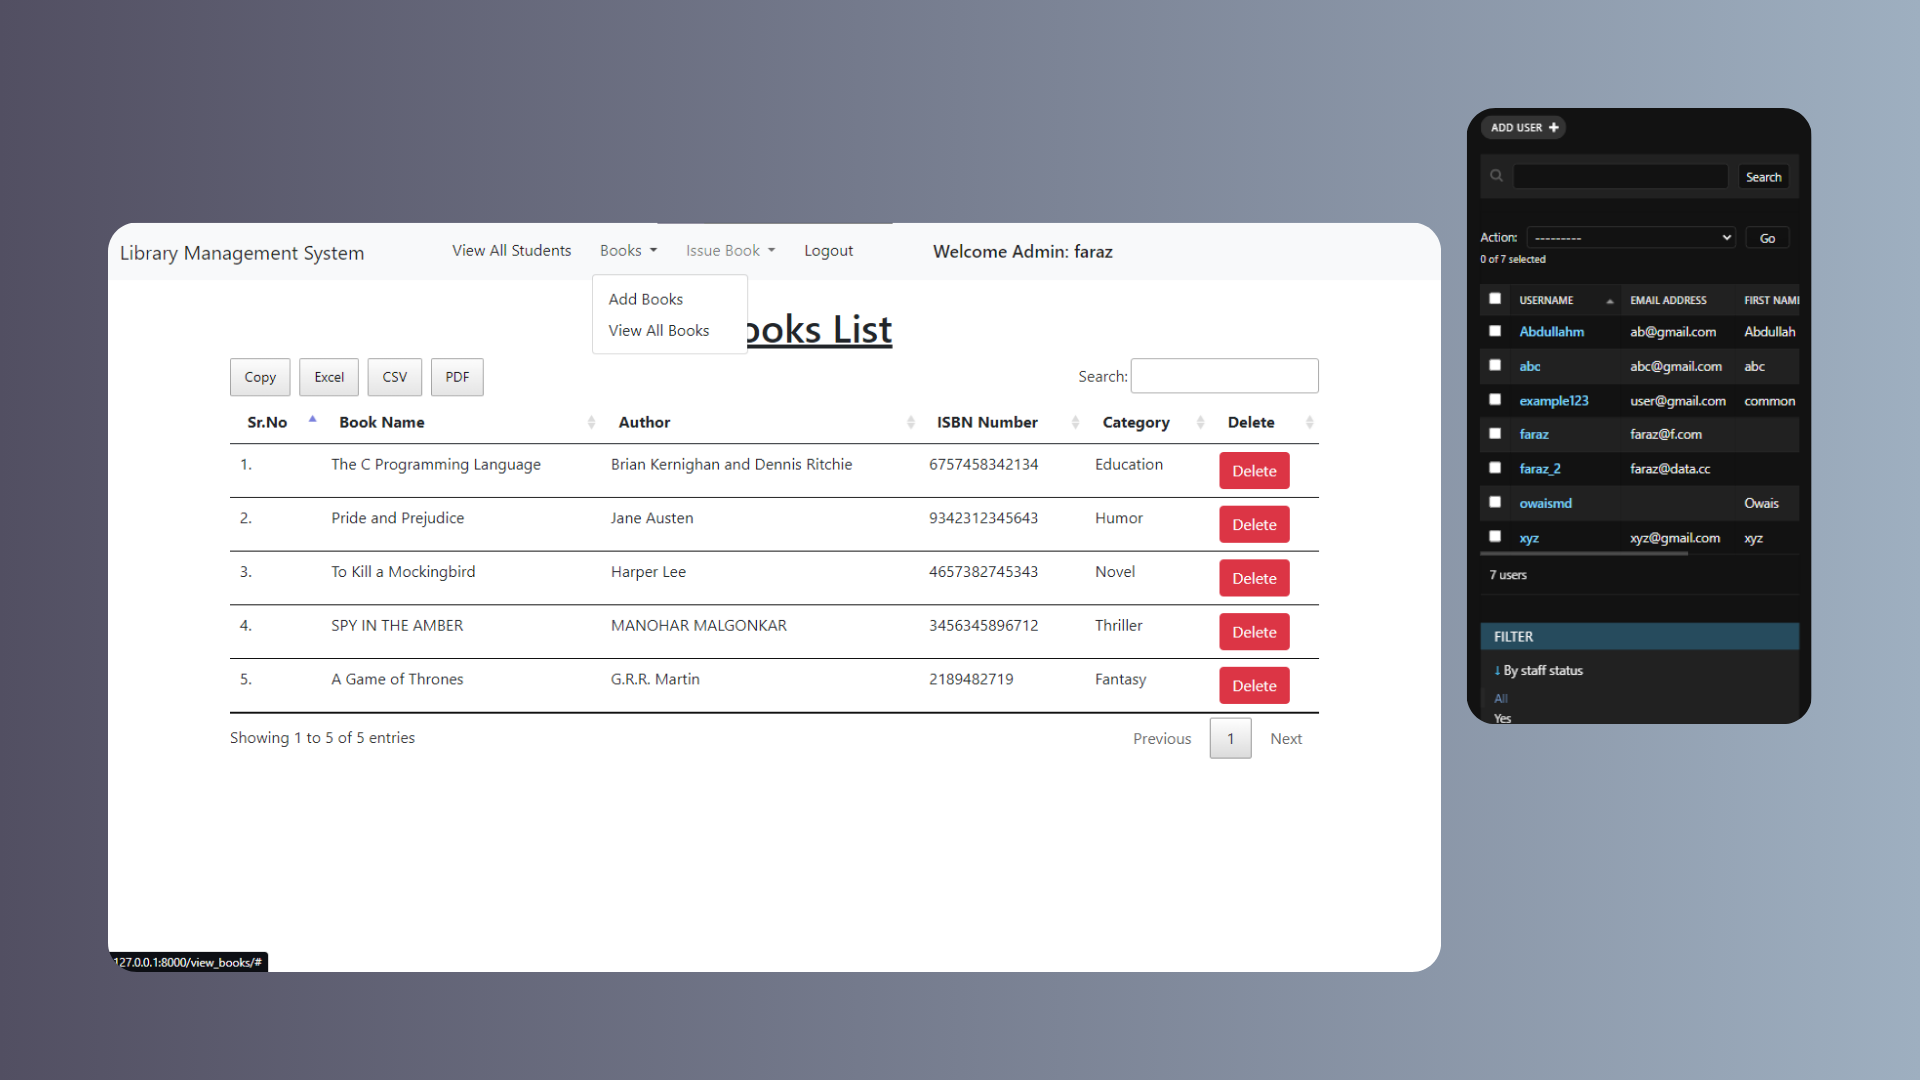 Library Management System View All Students Books Issue Book Logout Welcome Admin: faraz
Add Books
View All Books
ooks List
Copy Excel CSV PDF Search:
Sr.No Book Name Author ISBN Number Category Delete
1. The C Programming Language Brian Kernighan and Dennis Ritchie 6757458342134 Education Delete
2. Pride and Prejudice Jane Austen 9342312345643 Humor Delete
3. To Kill a Mockingbird Harper Lee 4657382745343 Novel Delete
4. SPY IN THE AMBER MANOHAR MALGONKAR 3456345896712 Thriller Delete
5. A Game of Thrones G.R.R. Martin 2189482719 Fantasy Delete
Showing 1 to 5 of 5 entries Previous 1 Next
127.0.0.1:8000/view_books/#
ADD USER +
Search
Action: --------- Go
0 of 7 selected
USERNAME EMAIL ADDRESS FIRST NAM
Abdullahm ab@gmail.com Abdullah
abc abc@gmail.com abc
example123 user@gmail.com common
faraz faraz@f.com
faraz_2 faraz@data.cc
owaismd Owais
xyz xyz@gmail.com xyz
7 users
FILTER
↓ By staff status
All
Yes